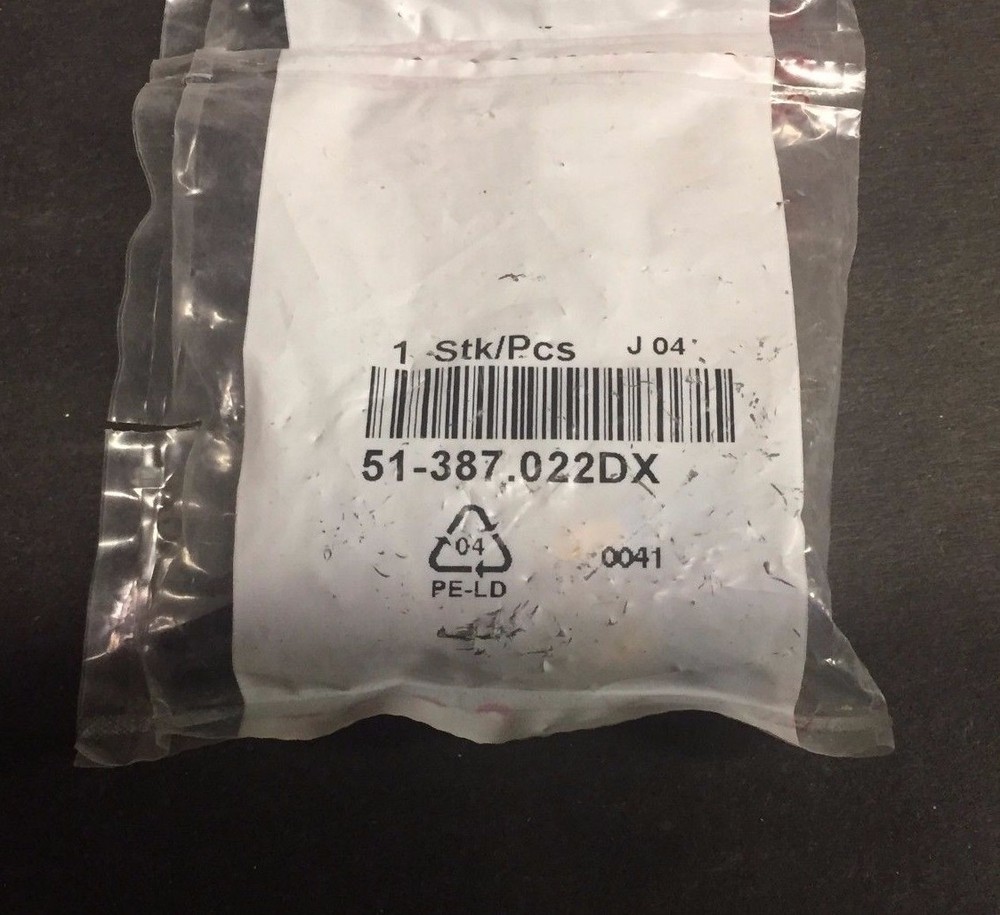 1 Stk/Pcs J 04
51-387.022DX
04 0041
PE-LD